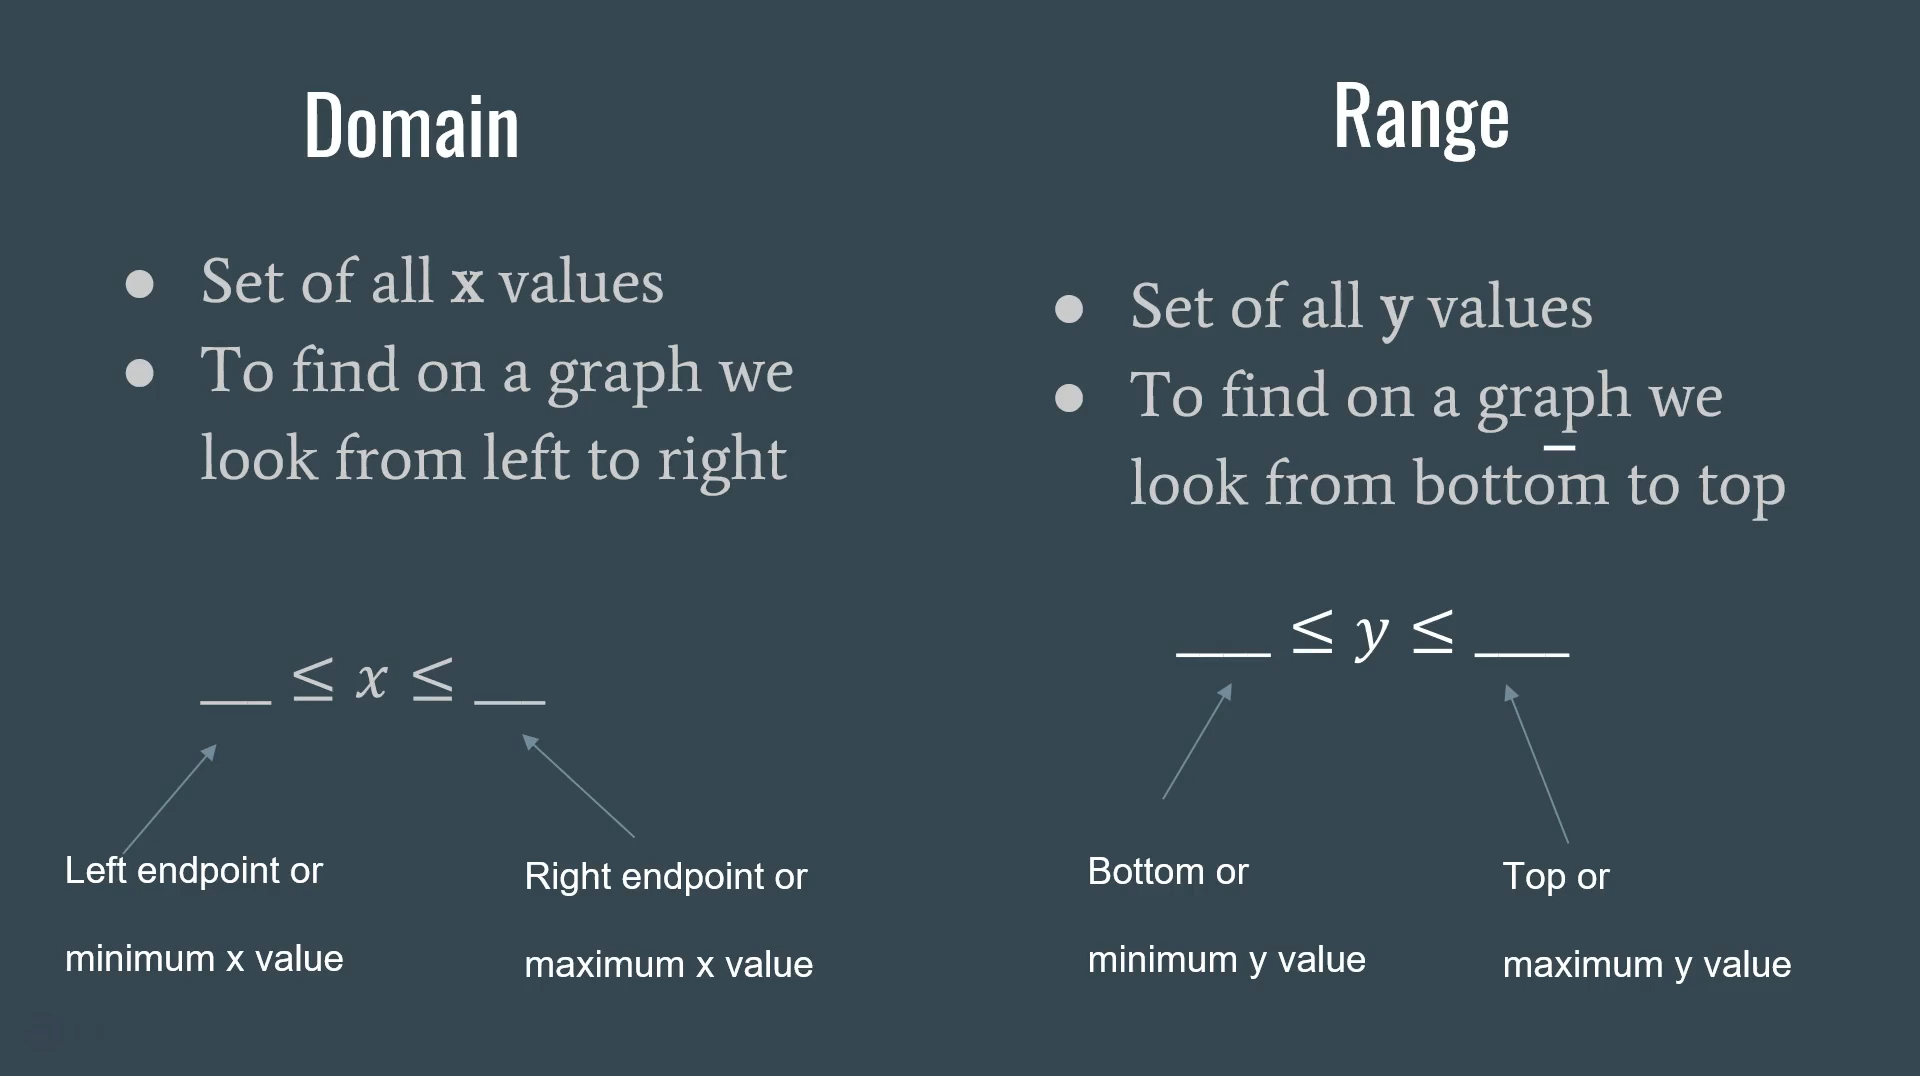 Domain
● Set of all x values
● To find on a graph we
look from left to right
__ ≤ x ≤ __
Left endpoint or
minimum x value
Right endpoint or
maximum x value
Range
● Set of all y values
● To find on a graph we
look from bottom to top
___ ≤ y ≤ ___
Bottom or
minimum y value
Top or
maximum y value